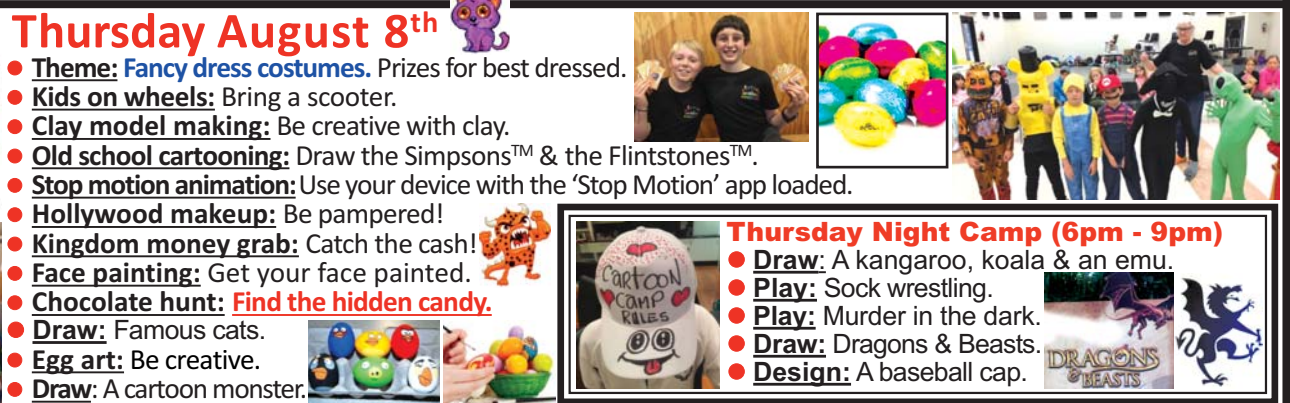 Thursday August 8th
● Theme: Fancy dress costumes. Prizes for best dressed.
● Kids on wheels: Bring a scooter.
● Clay model making: Be creative with clay.
● Old school cartooning: Draw the Simpsons™ & the Flintstones™.
● Stop motion animation: Use your device with the ‘Stop Motion’ app loaded.
● Hollywood makeup: Be pampered!
● Kingdom money grab: Catch the cash!
● Face painting: Get your face painted.
● Chocolate hunt: Find the hidden candy.
● Draw: Famous cats.
● Egg art: Be creative.
● Draw: A cartoon monster.
CARTOON
CAMP
RULES
Thursday Night Camp (6pm - 9pm)
● Draw: A kangaroo, koala & an emu.
● Play: Sock wrestling.
● Play: Murder in the dark.
● Draw: Dragons & Beasts.
● Design: A baseball cap.
DRAGONS
& BEASTS